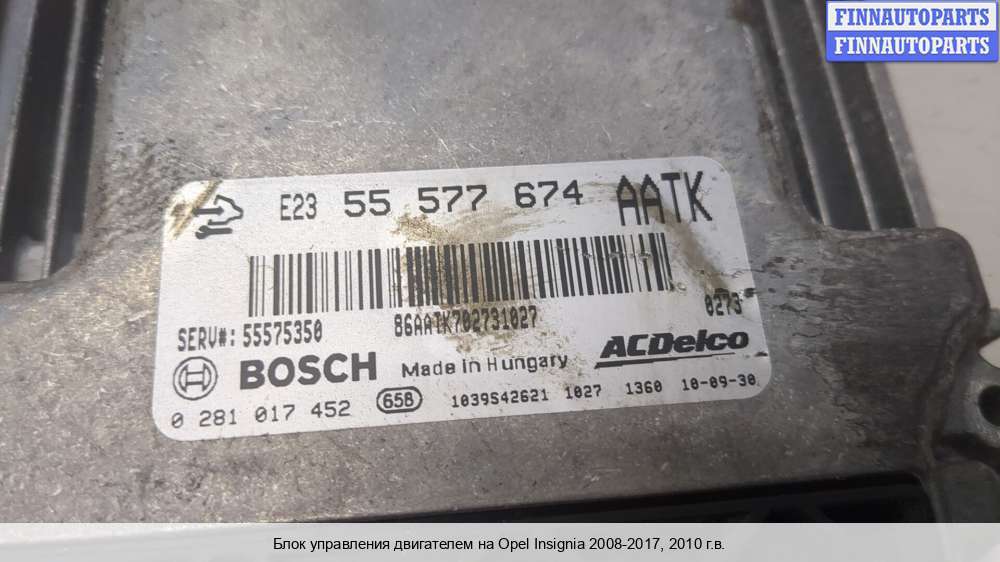 FINNAUTOPARTS
FINNAUTOPARTS
E23 55 577 674 AATK
86AATK702731027 0273
SERV#: 55575350
BOSCH Made in Hungary ACDelco
0 281 017 452 65B 1039S42621 1027 1360 10-09-30
Блок управления двигателем на Opel Insignia 2008-2017, 2010 г.в.